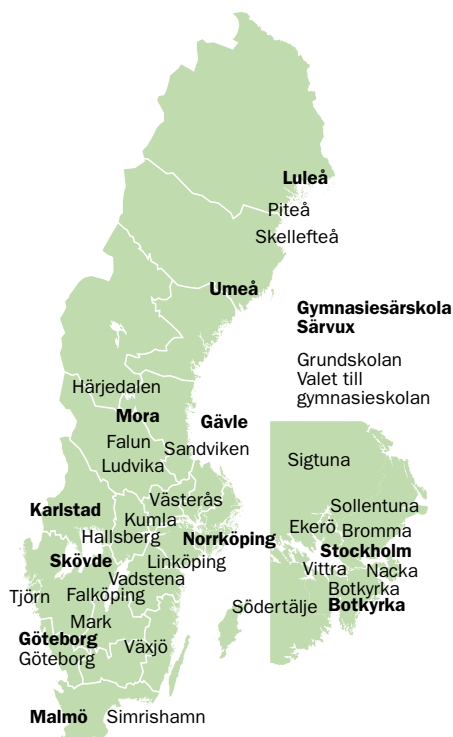 Luleå
Piteå
Skellefteå
Umeå
Gymnasiesärskola
Särvux
Grundskolan
Valet till
gymnasieskolan
Härjedalen
Mora
Gävle
Falun
Sandviken
Ludvika
Sigtuna
Västerås
Karlstad
Kumla
Sollentuna
Ekerö
Bromma
Hallsberg
Norrköping
Stockholm
Skövde
Linköping
Vittra
Nacka
Vadstena
Botkyrka
Tjörn
Falköping
Södertälje
Botkyrka
Mark
Göteborg
Växjö
Göteborg
Malmö
Simrishamn